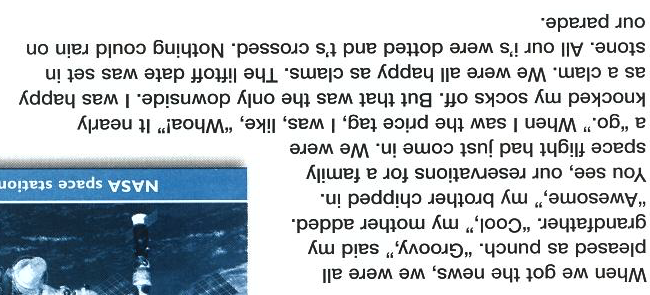 When we got the news, we were all
pleased as punch. “Groovy,” said my
grandfather. “Cool,” my mother added.
“Awesome,” my brother chipped in.
You see, our reservations for a family
space flight had just come in. We were
a “go.” When I saw the price tag, I was, like, “Whoa!” It nearly
knocked my socks off. But that was the only downside. I was happy
as a clam. We were all happy as clams. The liftoff date was set in
stone. All our i’s were dotted and t’s crossed. Nothing could rain on
our parade.
NASA space station